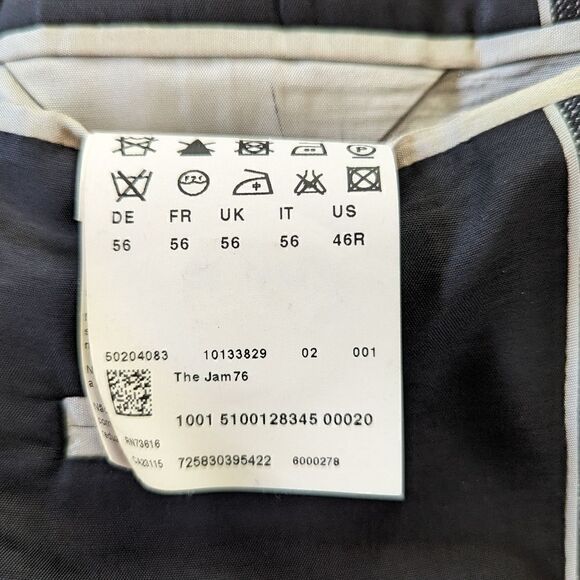 DE FR UK IT US
56 56 56 56 46R
50204083 10133829 02 001
The Jam76
1001 5100128345 00020
RN73616
CA23115 725830395422 6000278